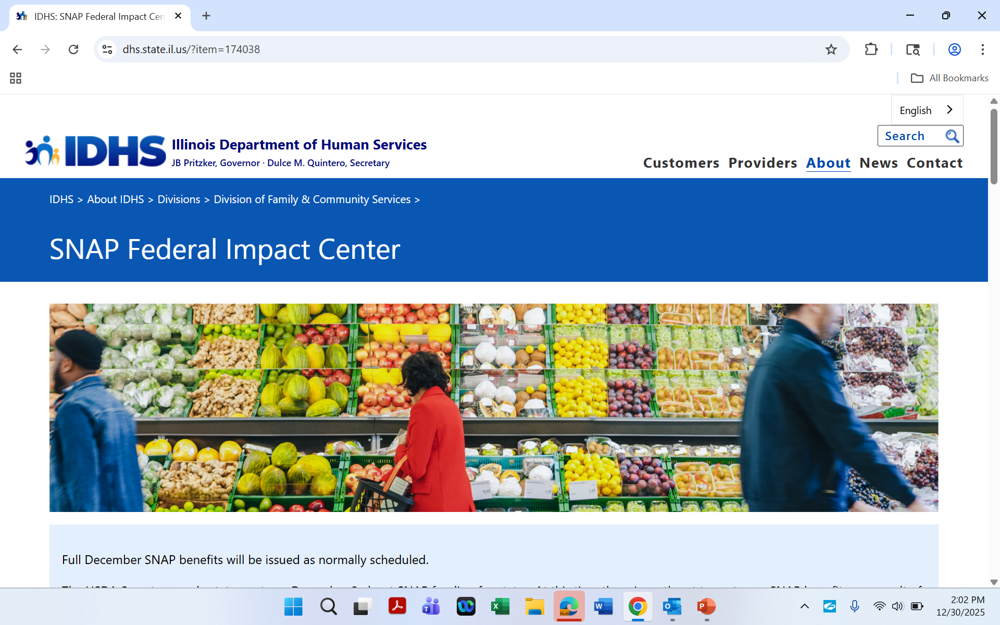 IDHS: SNAP Federal Impact Cen
dhs.state.il.us/?item=174038
All Bookmarks
English
Search
IDHS
Illinois Department of Human Services
JB Pritzker, Governor · Dulce M. Quintero, Secretary
Customers Providers About News Contact
IDHS > About IDHS > Divisions > Division of Family & Community Services >
SNAP Federal Impact Center
Full December SNAP benefits will be issued as normally scheduled.
2:02 PM
12/30/2025